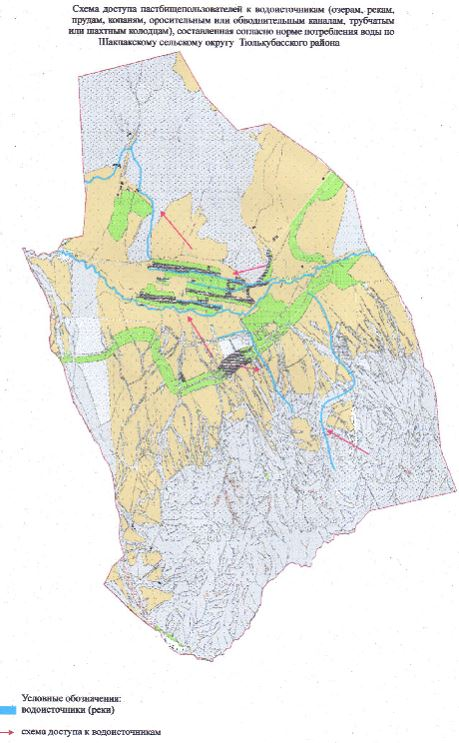 Схема доступа пастбищепользователей к водоисточникам (озерам, рекам,
прудам, копаням, оросительным или обводнительным каналам, трубчатым
или шахтным колодцам), составленная согласно норме потребления воды по
Шакпакскому сельскому округу Тюлькубасского района
Условные обозначения:
водоисточники (реки)
схема доступа к водоисточникам